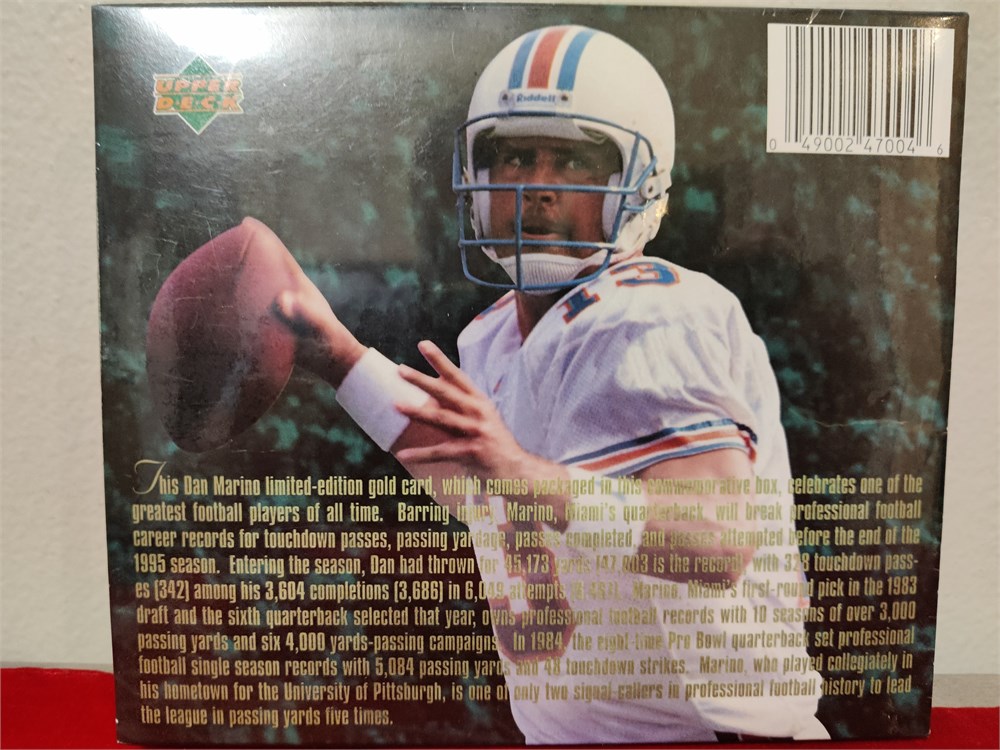 UPPER
DECK
Riddell
0 49002 47004 6
13
This Dan Marino limited-edition gold card, which comes packaged in this commemorative box, celebrates one of the
greatest football players of all time. Barring injury, Marino, Miami's quarterback, will break professional football
career records for touchdown passes, passing yardage, passes completed, and passes attempted before the end of the
1995 season. Entering the season, Dan had thrown for 45,173 yards (47,003 is the record) with 328 touchdown pass-
es (342) among his 3,604 completions (3,686) in 6,049 attempts Marino, Miami's first-round pick in the 1983
draft and the sixth quarterback selected that year, owns professional football records with 10 seasons of over 3,000
passing yards and six 4,000 yards-passing campaigns. In 1984, the eight-time Pro Bowl quarterback set professional
football single season records with 5,084 passing yards and 48 touchdown strikes. Marino, who played collegiately in
his hometown for the University of Pittsburgh, is one of only two signal-callers in professional football history to lead
the league in passing yards five times.